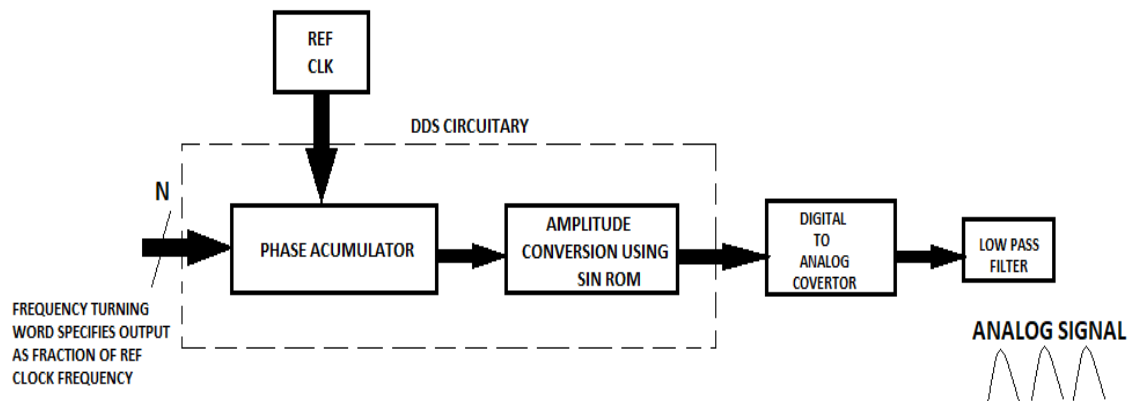 REF
CLK
DDS CIRCUITARY
N
PHASE ACUMULATOR
AMPLITUDE
CONVERSION USING
SIN ROM
DIGITAL
TO
ANALOG
COVERTOR
LOW PASS
FILTER
FREQUENCY TURNING
WORD SPECIFIES OUTPUT
AS FRACTION OF REF
CLOCK FREQUENCY
ANALOG SIGNAL